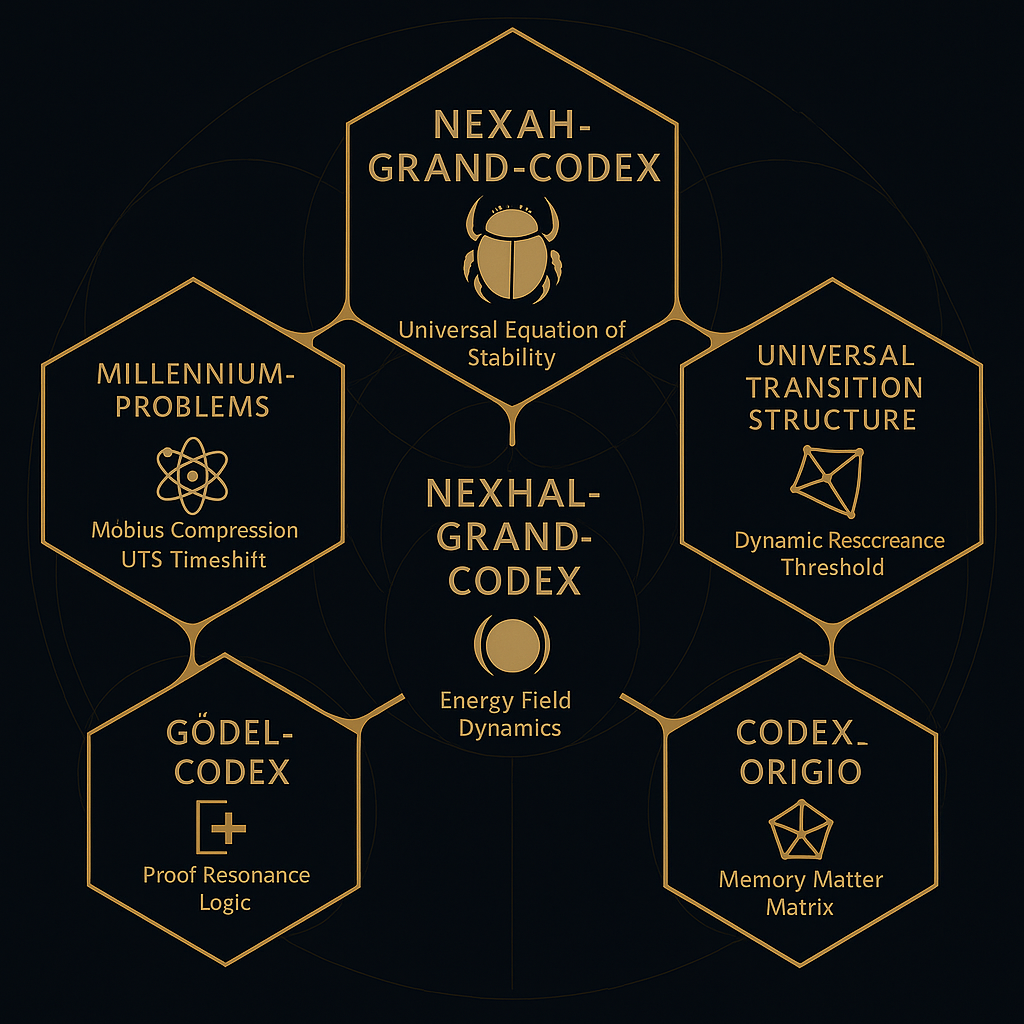 NEXAH-
GRAND-CODEX
Universal Equation of
Stability
MILLENNIUM-
PROBLEMS
Móbius Compression
UTS Timeshift
UNIVERSAL
TRANSITION
STRUCTURE
Dynamic Resccreance
Threshold
NEXHAL-
GRAND-
CODEX
Energy Field
Dynamics
GŐDEL-
CODEX
Proof Resonance
Logic
CODEX_
ORIGIO
Memory Matter
Matrix